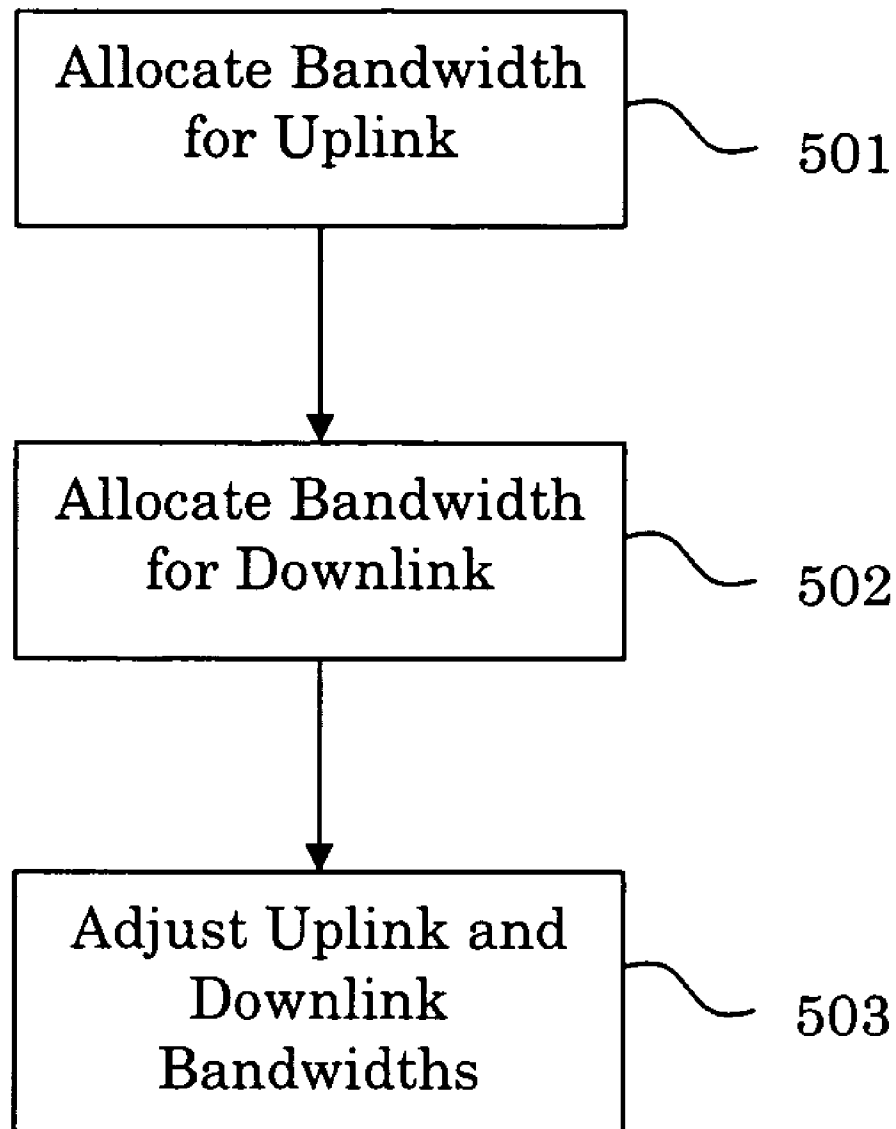 Allocate Bandwidth
for Uplink
501
Allocate Bandwidth
for Downlink
502
Adjust Uplink and
Downlink
Bandwidths
503